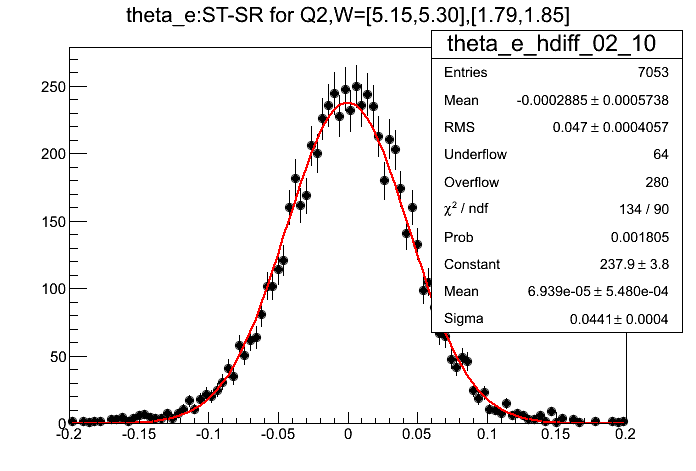 theta_e:ST-SR for Q2,W=[5.15,5.30],[1.79,1.85]
theta_e_hdiff_02_10
Entries 7053
Mean -0.0002885 ± 0.0005738
RMS 0.047 ± 0.0004057
Underflow 64
Overflow 280
χ² / ndf 134 / 90
Prob 0.001805
Constant 237.9 ± 3.8
Mean 6.939e-05 ± 5.480e-04
Sigma 0.0441 ± 0.0004
250
200
150
100
50
0
-0.2 -0.15 -0.1 -0.05 0 0.05 0.1 0.15 0.2